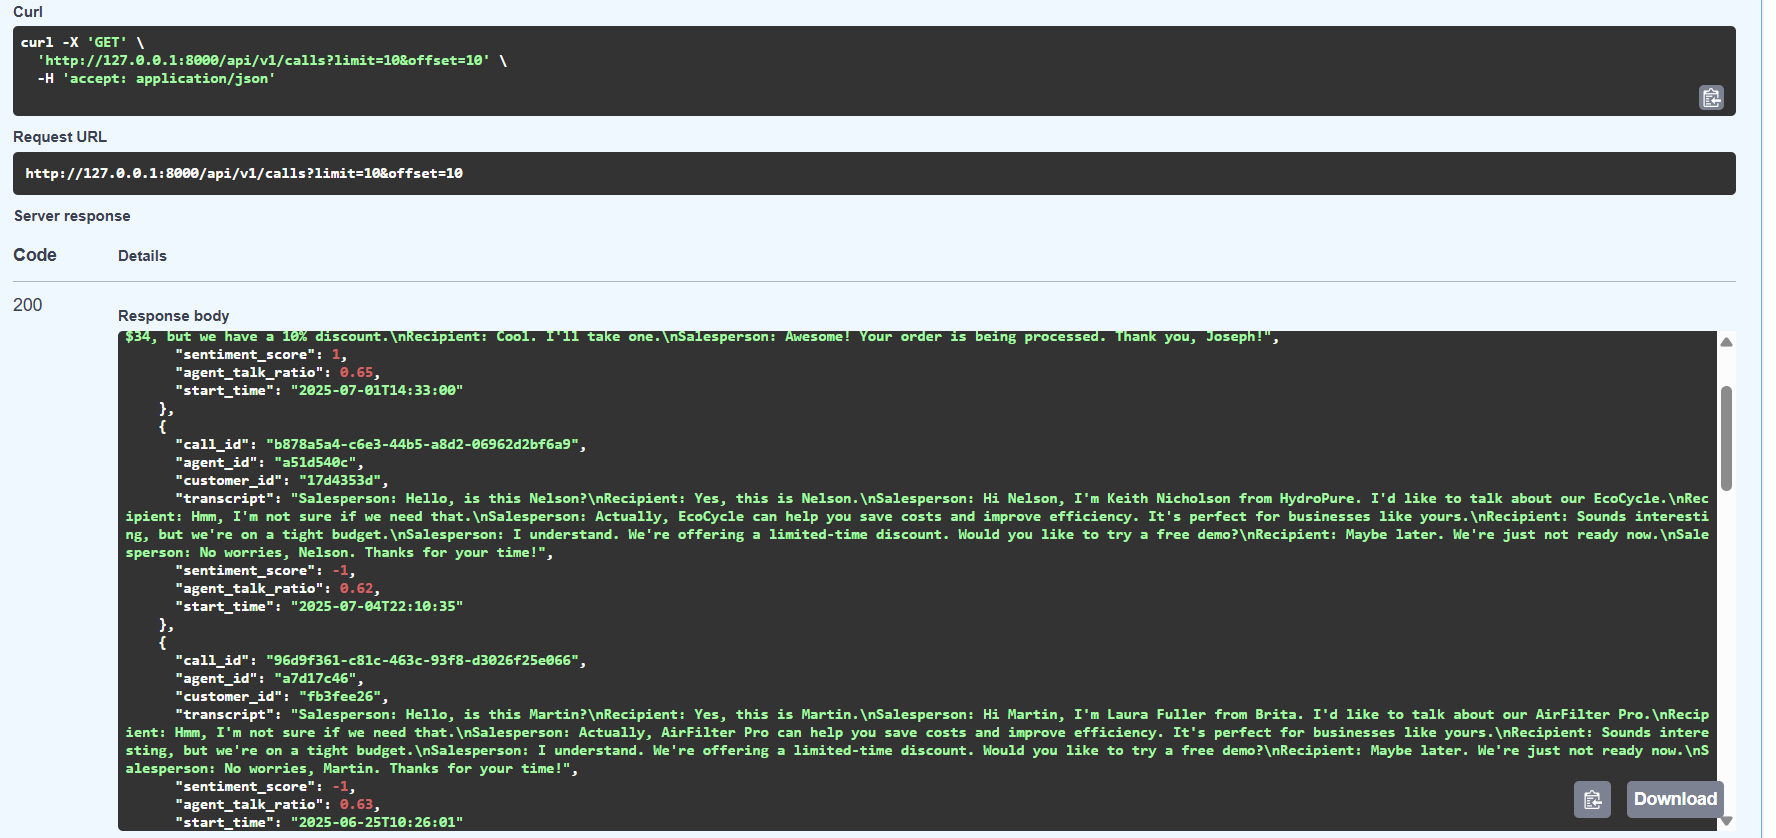 Curl
curl -X 'GET' \
'http://127.0.0.1:8000/api/v1/calls?limit=10&offset=10' \
-H 'accept: application/json'
Request URL
http://127.0.0.1:8000/api/v1/calls?limit=10&offset=10
Server response
Code Details
200
Response body
$34, but we have a 10% discount.\nRecipient: Cool. I'll take one.\nSalesperson: Awesome! Your order is being processed. Thank you, Joseph!",
"sentiment_score": 1,
"agent_talk_ratio": 0.65,
"start_time": "2025-07-01T14:33:00"
},
{
"call_id": "b878a5a4-c6e3-44b5-a8d2-06962d2bf6a9",
"agent_id": "a51d540c",
"customer_id": "17d4353d",
"transcript": "Salesperson: Hello, is this Nelson?\nRecipient: Yes, this is Nelson.\nSalesperson: Hi Nelson, I'm Keith Nicholson from HydroPure. I'd like to talk about our EcoCycle.\nRec
ipient: Hmm, I'm not sure if we need that.\nSalesperson: Actually, EcoCycle can help you save costs and improve efficiency. It's perfect for businesses like yours.\nRecipient: Sounds interesti
ng, but we're on a tight budget.\nSalesperson: I understand. We're offering a limited-time discount. Would you like to try a free demo?\nRecipient: Maybe later. We're just not ready now.\nSale
sperson: No worries, Nelson. Thanks for your time!",
"sentiment_score": -1,
"agent_talk_ratio": 0.62,
"start_time": "2025-07-04T22:10:35"
},
{
"call_id": "96d9f361-c81c-463c-93f8-d3026f25e066",
"agent_id": "a7d17c46",
"customer_id": "fb3fee26",
"transcript": "Salesperson: Hello, is this Martin?\nRecipient: Yes, this is Martin.\nSalesperson: Hi Martin, I'm Laura Fuller from Brita. I'd like to talk about our AirFilter Pro.\nRecip
ient: Hmm, I'm not sure if we need that.\nSalesperson: Actually, AirFilter Pro can help you save costs and improve efficiency. It's perfect for businesses like yours.\nRecipient: Sounds intere
sting, but we're on a tight budget.\nSalesperson: I understand. We're offering a limited-time discount. Would you like to try a free demo?\nRecipient: Maybe later. We're just not ready now.\nS
alesperson: No worries, Martin. Thanks for your time!",
"sentiment_score": -1,
"agent_talk_ratio": 0.63,
"start_time": "2025-06-25T10:26:01"
Download